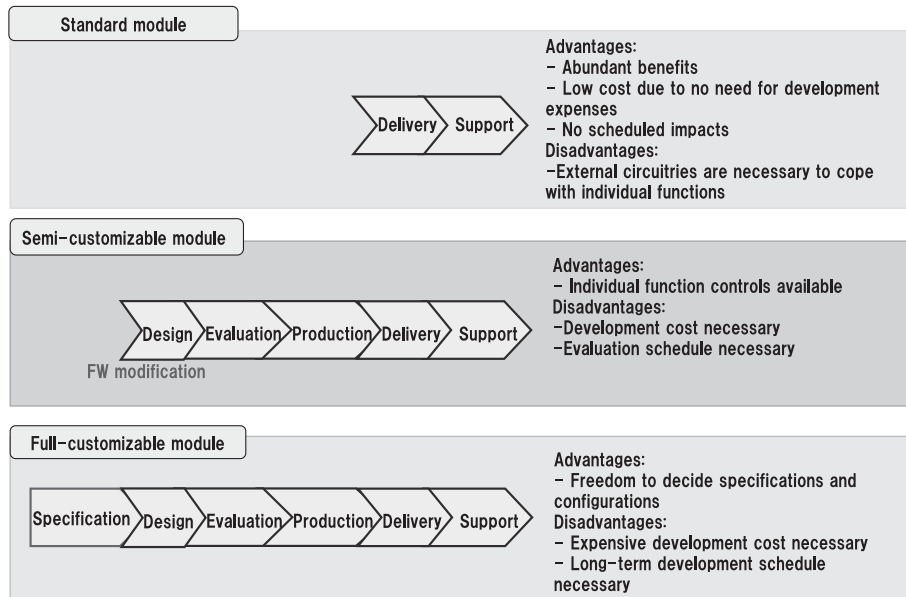 Standard module
Delivery Support
Advantages:
- Abundant benefits
- Low cost due to no need for development
expenses
- No scheduled impacts
Disadvantages:
-External circuitries are necessary to cope
with individual functions
Semi-customizable module
Design Evaluation Production Delivery Support
FW modification
Advantages:
- Individual function controls available
Disadvantages:
-Development cost necessary
-Evaluation schedule necessary
Full-customizable module
Specification Design Evaluation Production Delivery Support
Advantages:
- Freedom to decide specifications and
configurations
Disadvantages:
- Expensive development cost necessary
- Long-term development schedule
necessary